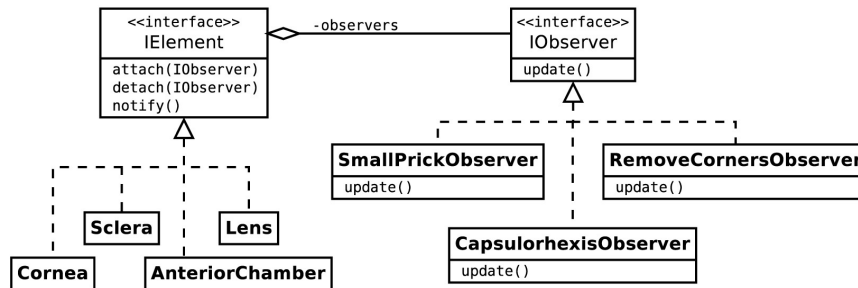 <<interface>>
IElement
attach(IObserver)
detach(IObserver)
notify()
-observers
<<interface>>
IObserver
update()
SmallPrickObserver
update()
RemoveCornersObserver
update()
Sclera
Lens
CapsulorhexisObserver
update()
Cornea
AnteriorChamber